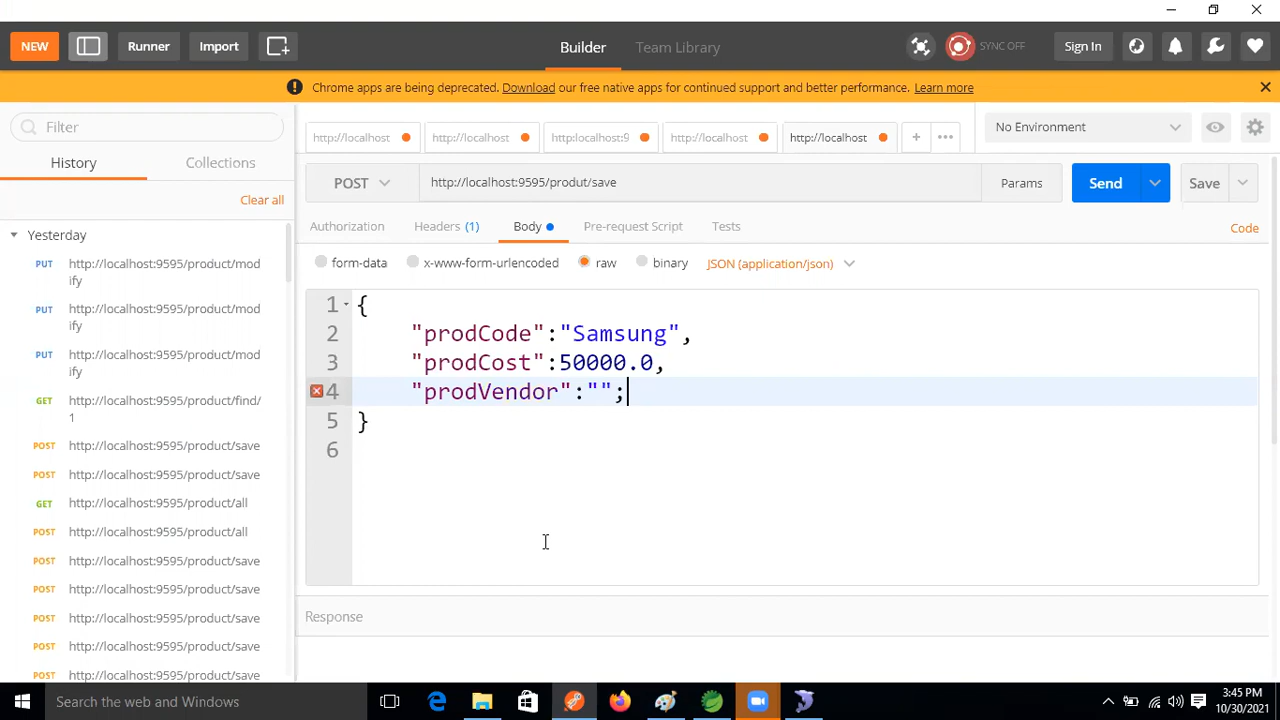 NEW
Runner
Import
Builder
Team Library
SYNC OFF
Sign In
Chrome apps are being deprecated. Download our free native apps for continued support and better performance. Learn more
Filter
History
Collections
Clear all
Yesterday
PUT http://localhost:9595/product/mod
ify
PUT http://localhost:9595/product/mod
ify
PUT http://localhost:9595/product/mod
ify
GET http://localhost:9595/product/find/
1
POST http://localhost:9595/product/save
POST http://localhost:9595/product/save
GET http://localhost:9595/product/all
POST http://localhost:9595/product/all
POST http://localhost:9595/product/save
POST http://localhost:9595/product/save
POST http://localhost:9595/product/save
POST http://localhost:9595/product/save
POST http://localhost:9595/product/save
http://localhost
http://localhost
http:localhost:9
http://localhost
http://localhost
No Environment
POST
http://localhost:9595/produt/save
Params
Send
Save
Authorization
Headers (1)
Body
Pre-request Script
Tests
Code
form-data
x-www-form-urlencoded
raw
binary
JSON (application/json)
1 {
2 "prodCode":"Samsung",
3 "prodCost":50000.0,
4 "prodVendor":"";
5 }
6
Response
Search the web and Windows
3:45 PM
10/30/2021